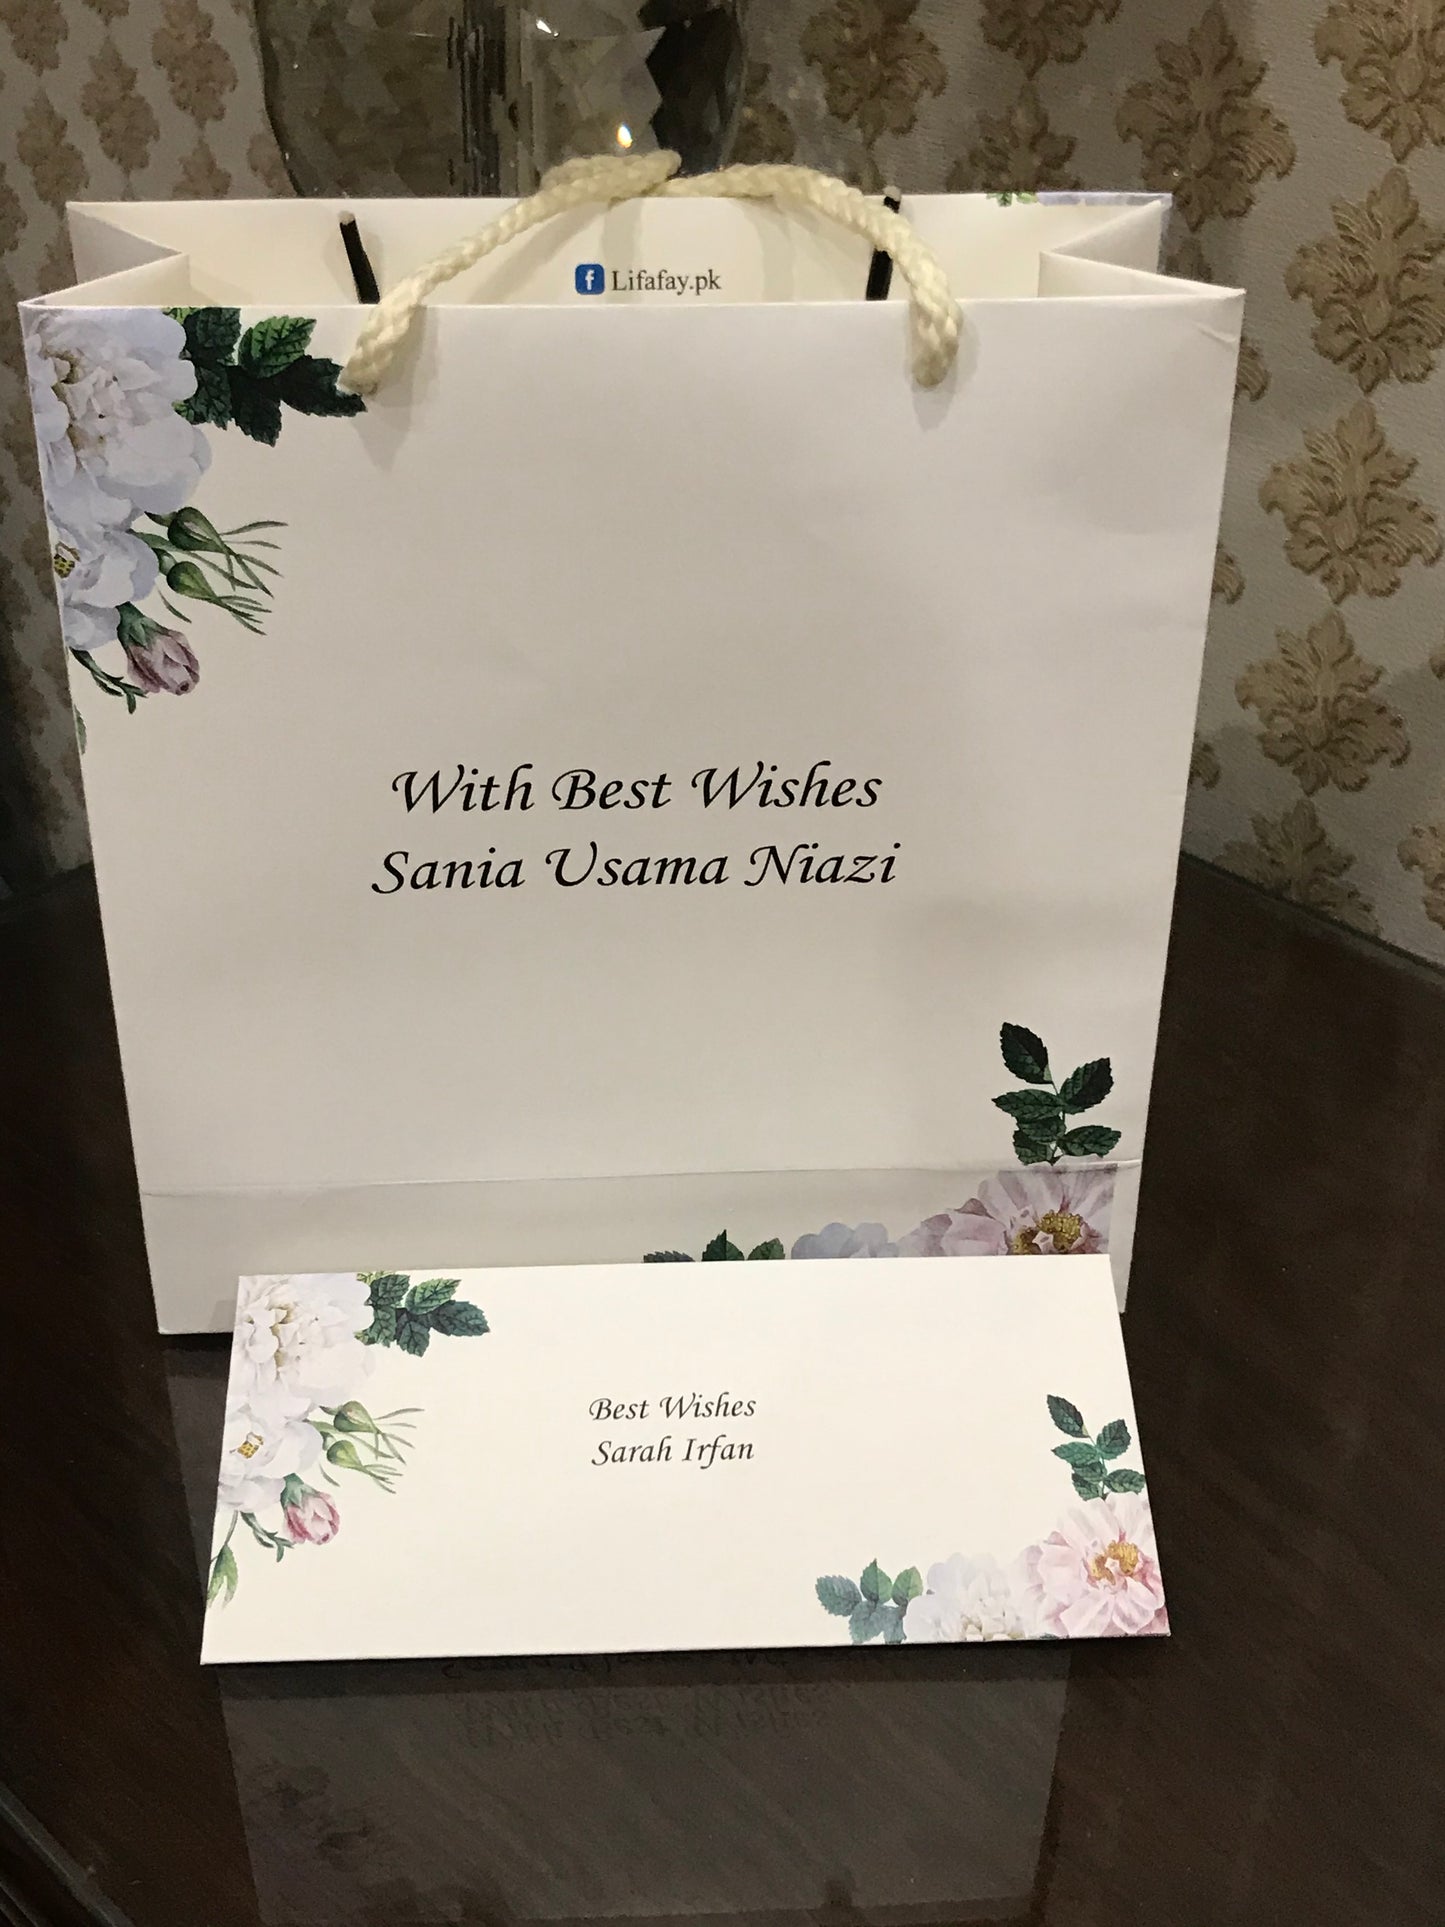 Lifafay.pk
With Best Wishes
Sania Usama Niazi
Best Wishes
Sarah Irfan